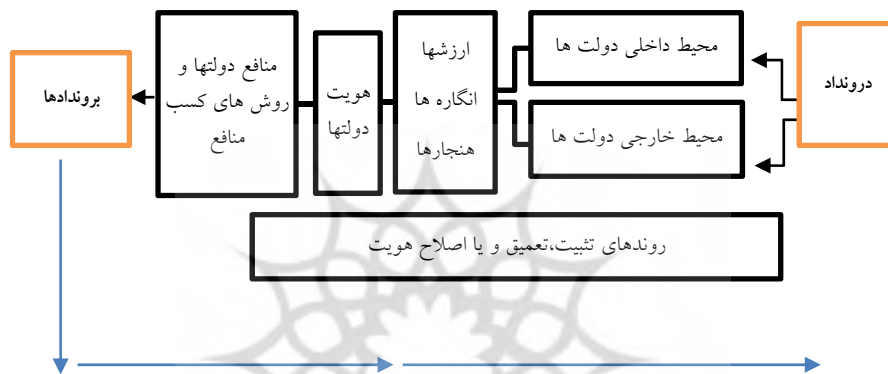 درونداد
محیط داخلی دولت ها
محیط خارجی دولت ها
ارزشها
انگاره ها
هنجارها
هویت
دولتها
منافع دولتها و
روش های کسب
منافع
بروندادها
روندهای تثبیت،تعمیق و یا اصلاح هویت